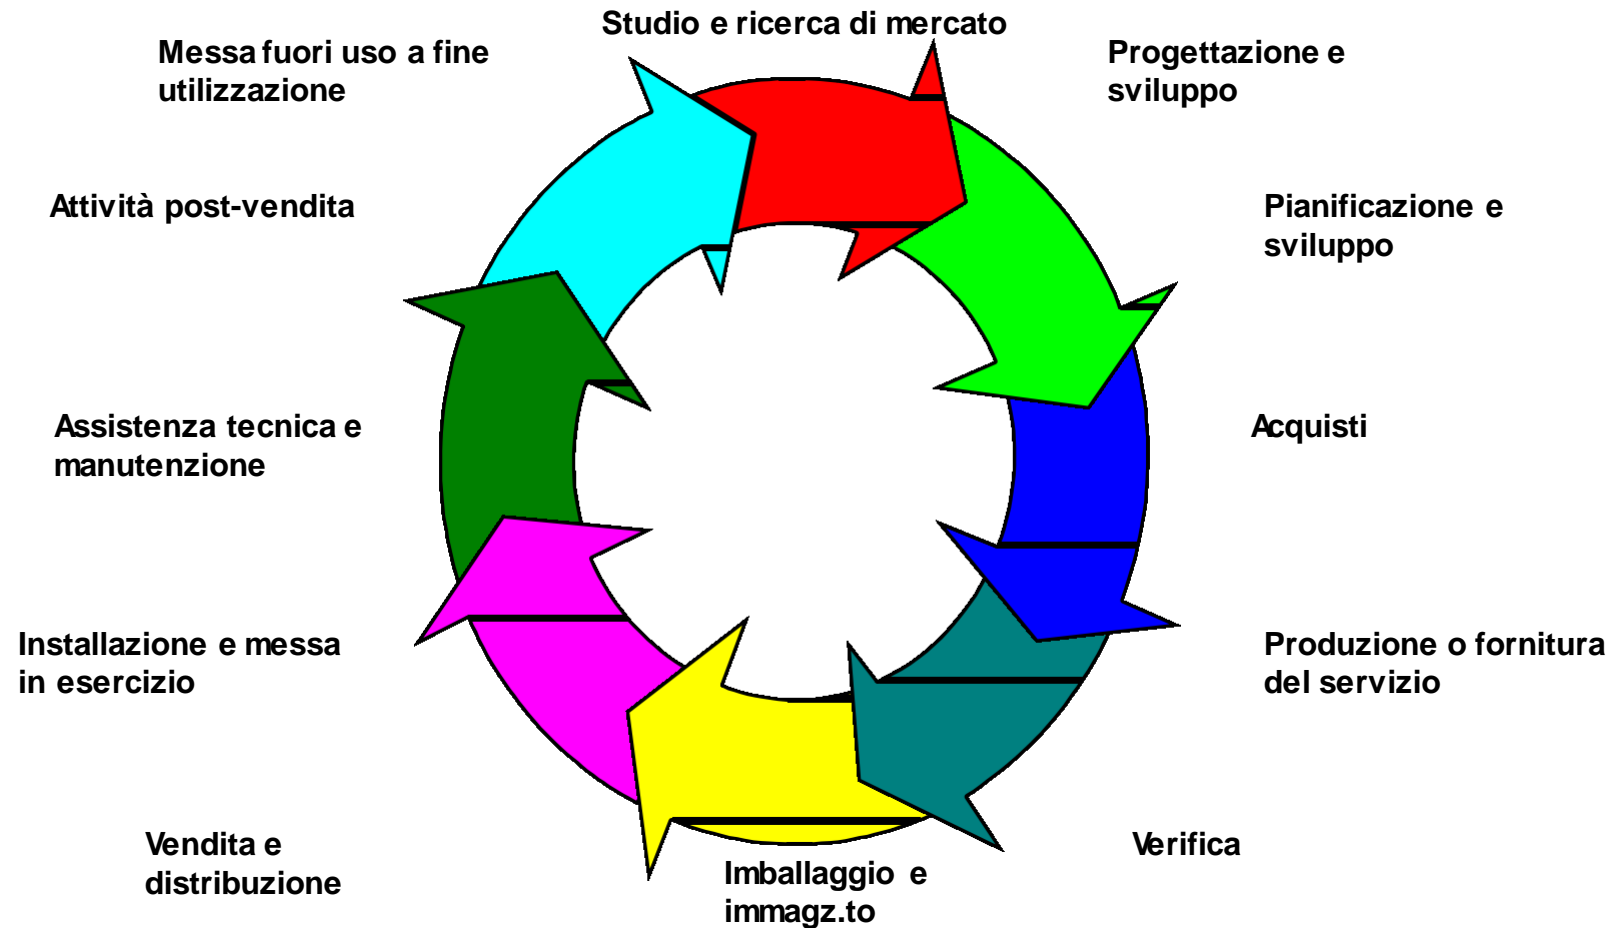 Studio e ricerca di mercato
Progettazione e
sviluppo
Pianificazione e
sviluppo
Acquisti
Produzione o fornitura
del servizio
Verifica
Imballaggio e
immagz.to
Vendita e
distribuzione
Installazione e messa
in esercizio
Assistenza tecnica e
manutenzione
Attività post-vendita
Messa fuori uso a fine
utilizzazione